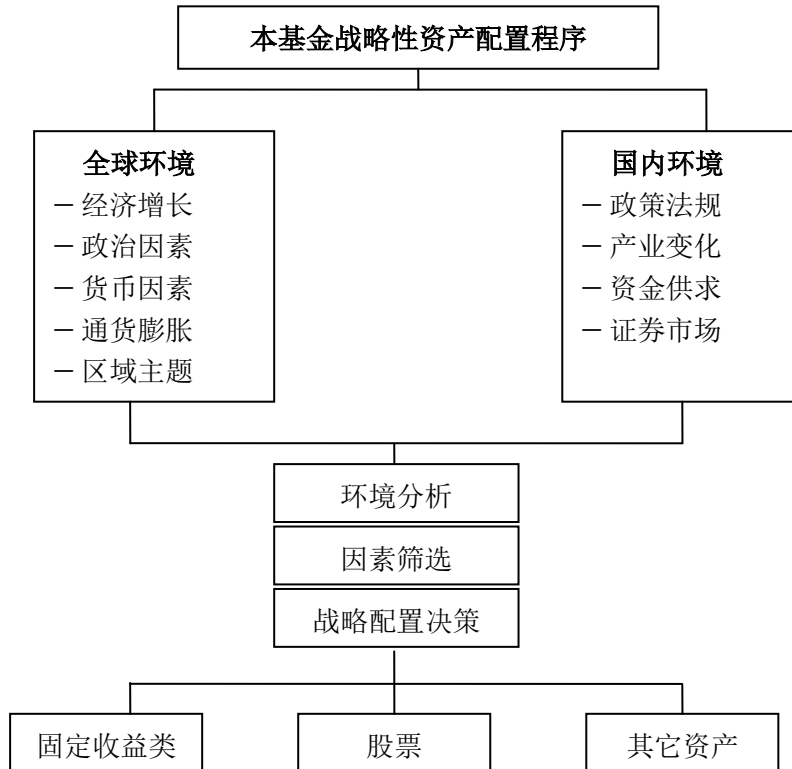 本基金战略性资产配置程序
全球环境
－经济增长
－政治因素
－货币因素
－通货膨胀
－区域主题
国内环境
－政策法规
－产业变化
－资金供求
－证券市场
环境分析
因素筛选
战略配置决策
固定收益类
股票
其它资产